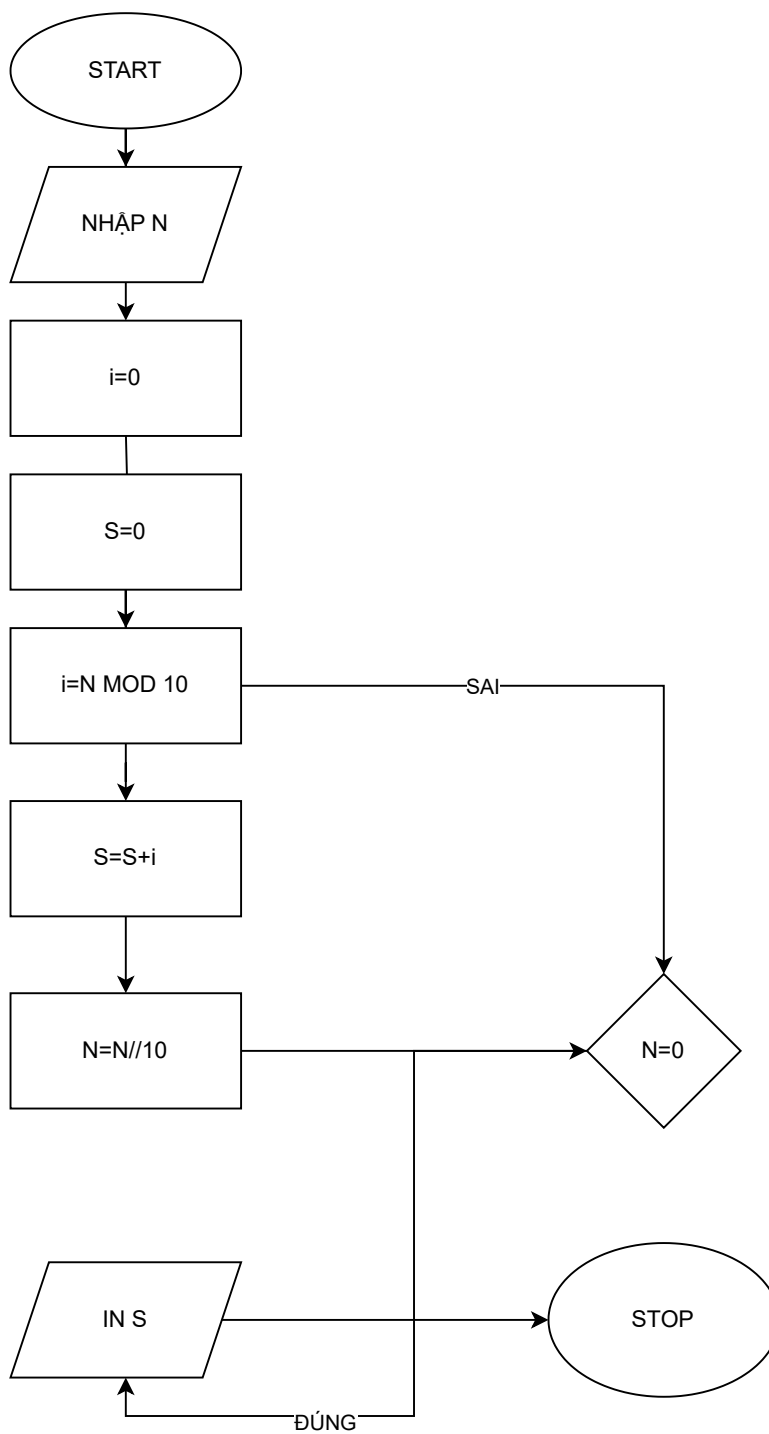 START
NHẬP N
i=0
S=0
i=N MOD 10
SAI
S=S+i
N=N//10
N=0
IN S
STOP
ĐÚNG